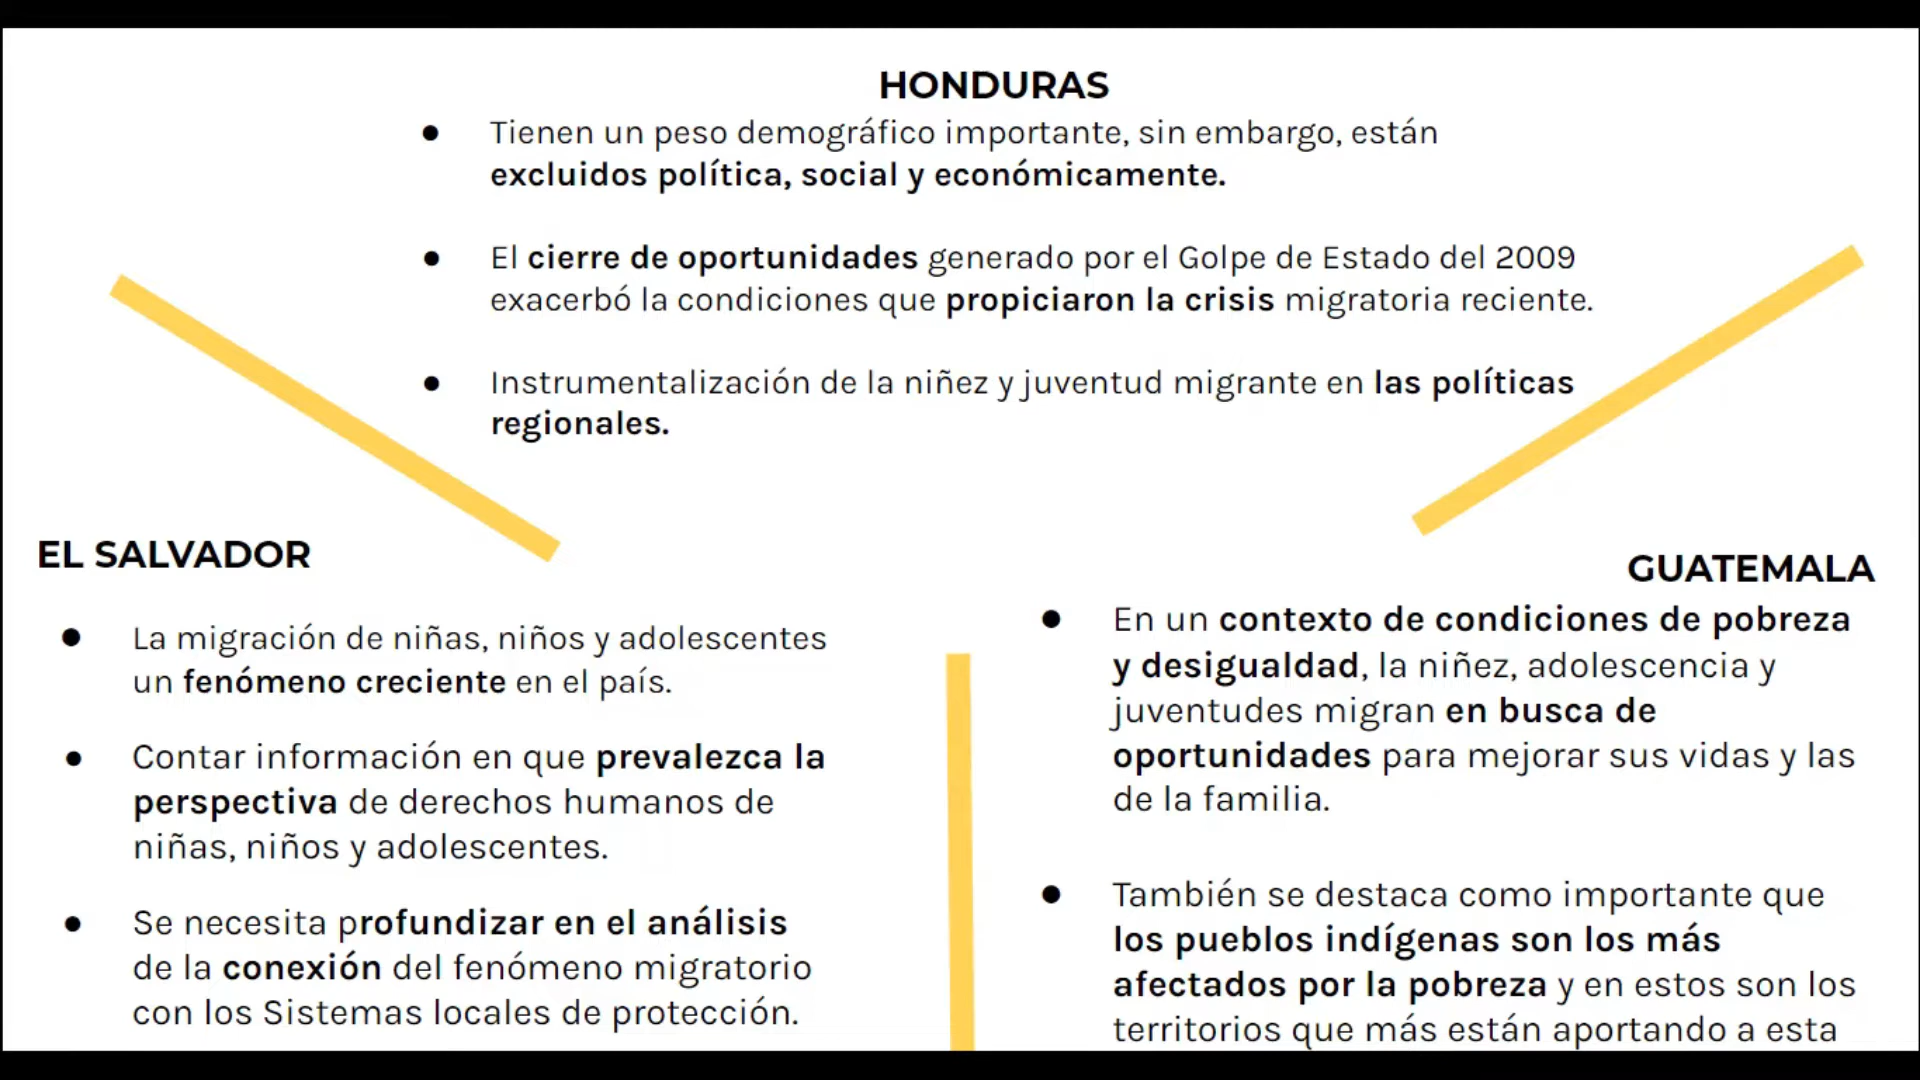 HONDURAS
● Tienen un peso demográfico importante, sin embargo, están
excluidos política, social y económicamente.
● El cierre de oportunidades generado por el Golpe de Estado del 2009
exacerbó la condiciones que propiciaron la crisis migratoria reciente.
● Instrumentalización de la niñez y juventud migrante en las políticas
regionales.
EL SALVADOR
● La migración de niñas, niños y adolescentes
un fenómeno creciente en el país.
● Contar información en que prevalezca la
perspectiva de derechos humanos de
niñas, niños y adolescentes.
● Se necesita profundizar en el análisis
de la conexión del fenómeno migratorio
con los Sistemas locales de protección.
GUATEMALA
● En un contexto de condiciones de pobreza
y desigualdad, la niñez, adolescencia y
juventudes migran en busca de
oportunidades para mejorar sus vidas y las
de la familia.
● También se destaca como importante que
los pueblos indígenas son los más
afectados por la pobreza y en estos son los
territorios que más están aportando a esta